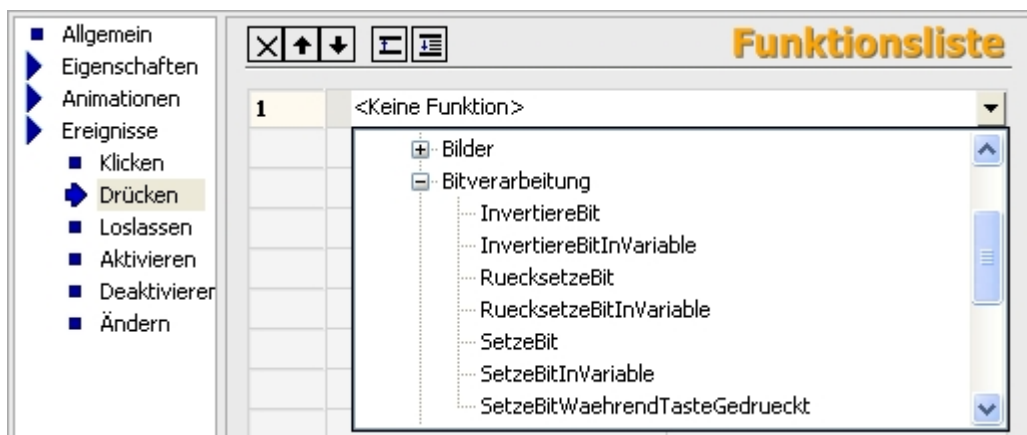 Allgemein
Eigenschaften
Animationen
Ereignisse
Klicken
Drücken
Loslassen
Aktivieren
Deaktivieren
Ändern
Funktionsliste
1 <Keine Funktion>
Bilder
Bitverarbeitung
InvertiereBit
InvertiereBitInVariable
RuecksetzeBit
RuecksetzeBitInVariable
SetzeBit
SetzeBitInVariable
SetzeBitWaehrendTasteGedrueckt